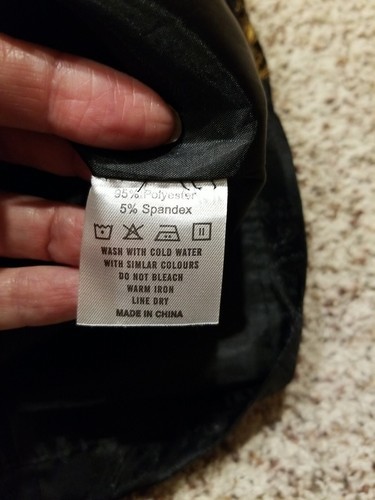 95% Polyester
5% Spandex
WASH WITH COLD WATER
WITH SIMLAR COLOURS
DO NOT BLEACH
WARM IRON
LINE DRY
MADE IN CHINA